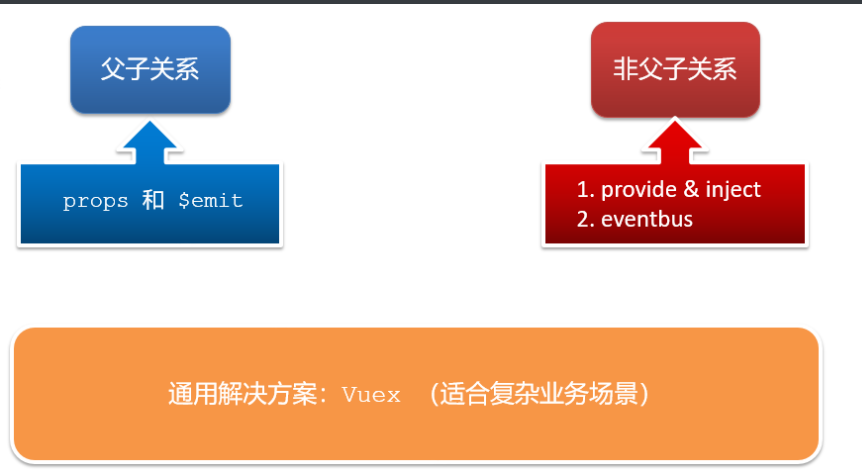 父子关系
非父子关系
props 和 $emit
1. provide & inject
2. eventbus
通用解决方案：Vuex （适合复杂业务场景）